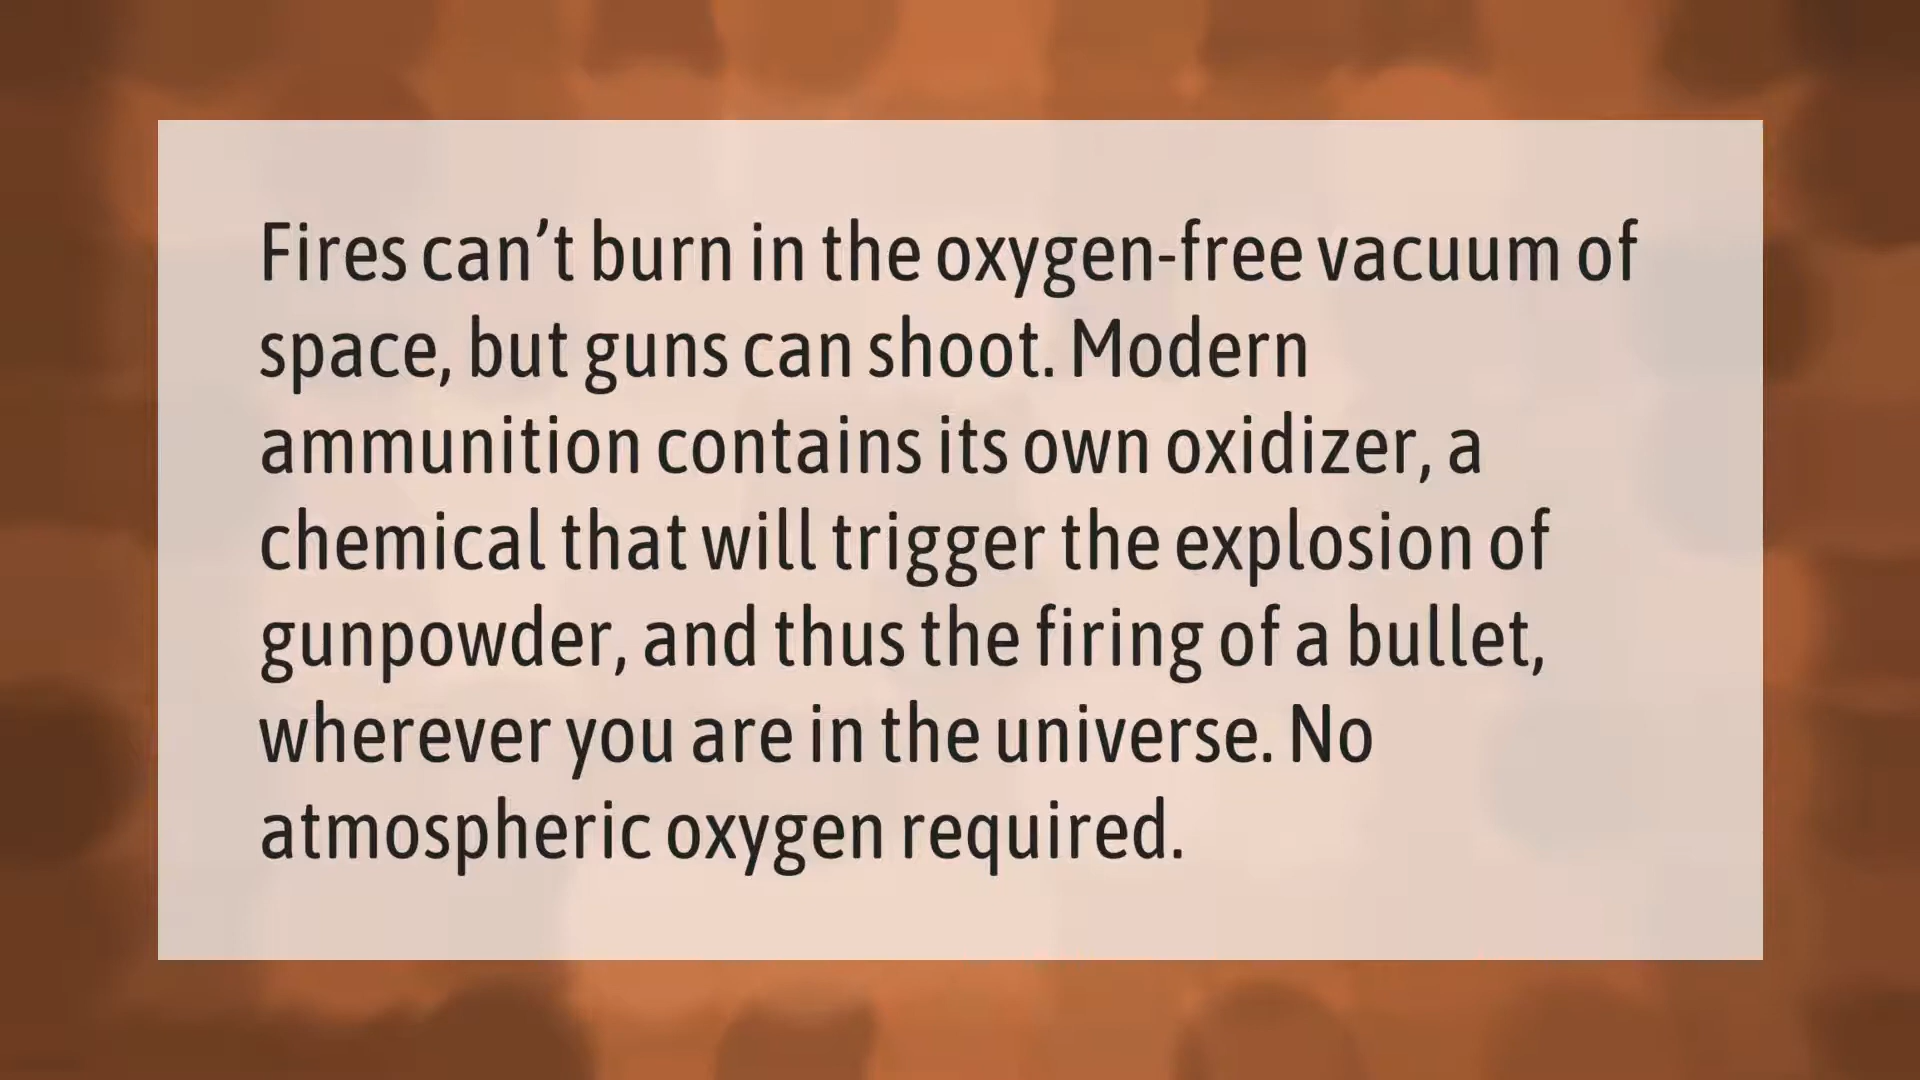 Fires can’t burn in the oxygen-free vacuum of
space, but guns can shoot. Modern
ammunition contains its own oxidizer, a
chemical that will trigger the explosion of
gunpowder, and thus the firing of a bullet,
wherever you are in the universe. No
atmospheric oxygen required.